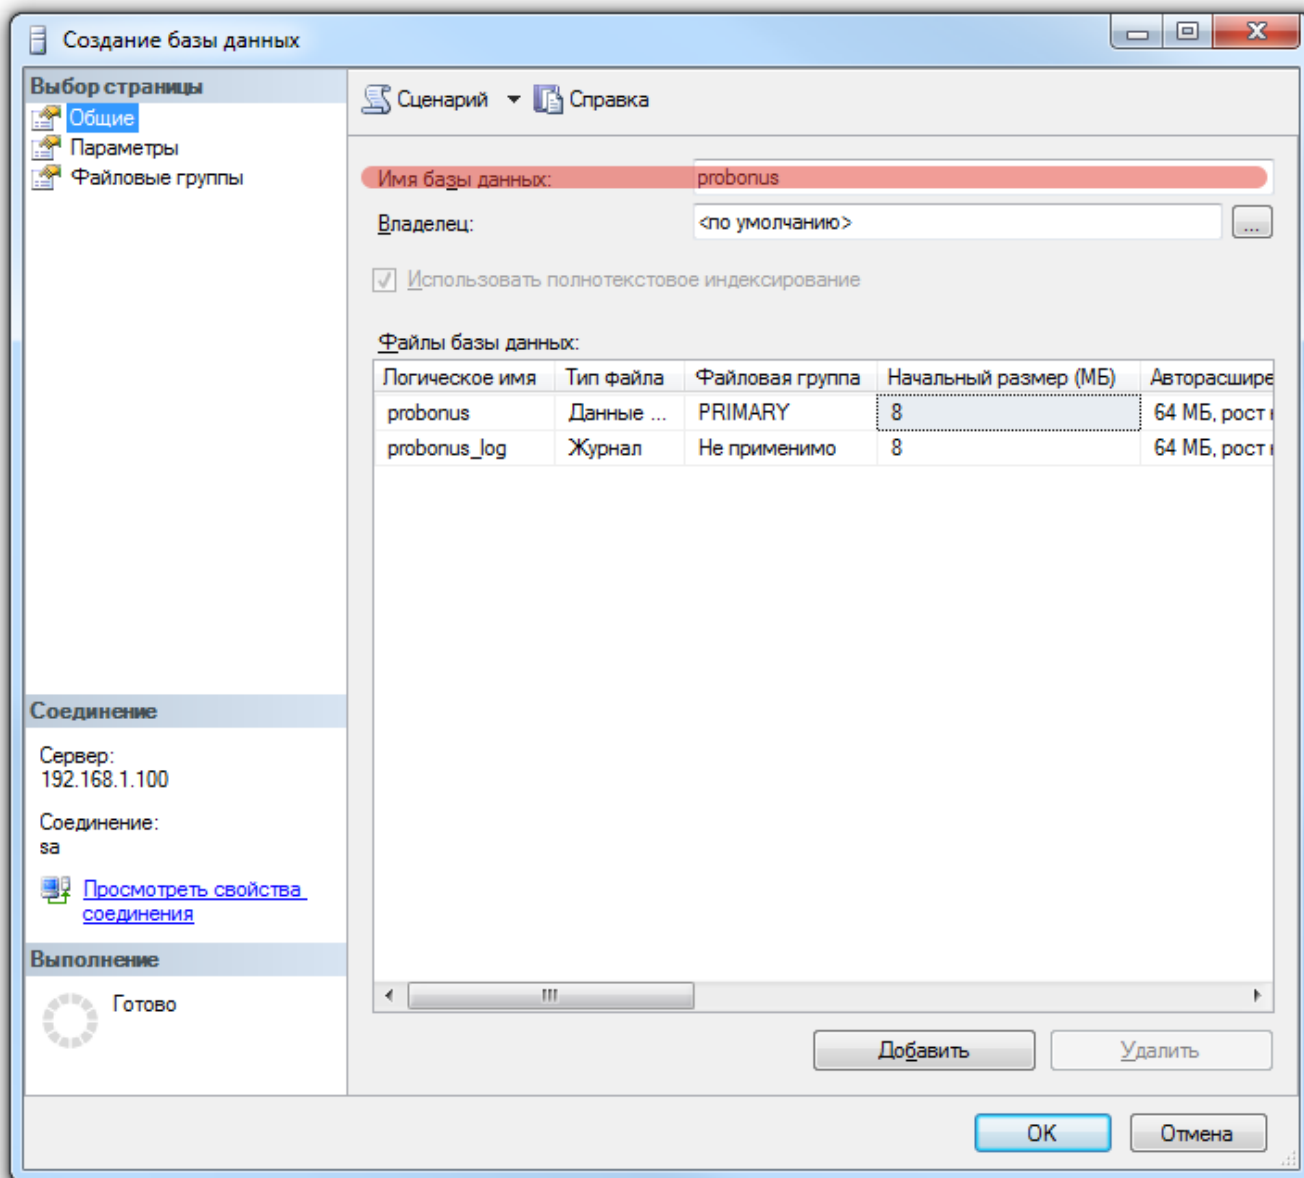 Создание базы данных
Выбор страницы
Общие
Параметры
Файловые группы
Сценарий Справка
Имя базы данных: probonus
Владелец: <по умолчанию> ...
Использовать полнотекстовое индексирование
Файлы базы данных:
Логическое имя Тип файла Файловая группа Начальный размер (МБ) Авторасшире
probonus Данные ... PRIMARY 8 64 МБ, рост
probonus_log Журнал Не применимо 8 64 МБ, рост
Соединение
Сервер:
192.168.1.100
Соединение:
sa
Просмотреть свойства
соединения
Выполнение
Готово
Добавить Удалить
OK Отмена